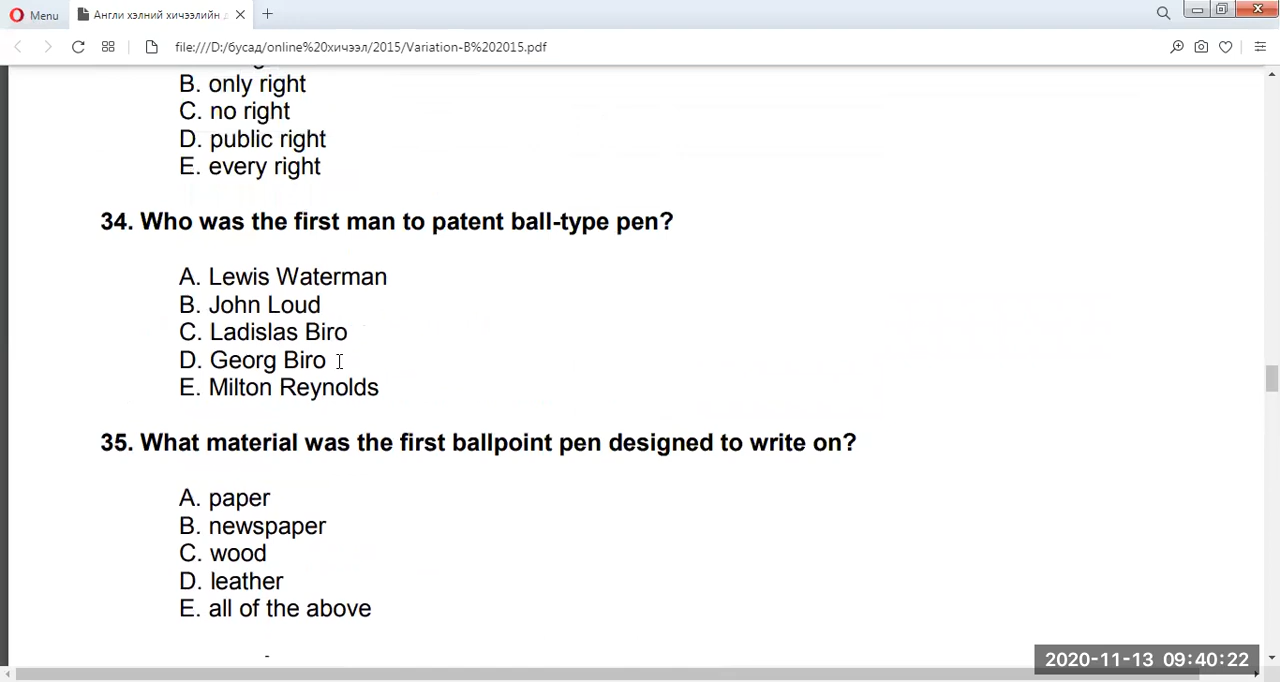 Menu
Англи хэлний хичээлийн
file:///D:/бусад/online%20хичээл/2015/Variation-B%202015.pdf
B. only right
C. no right
D. public right
E. every right
34. Who was the first man to patent ball-type pen?
A. Lewis Waterman
B. John Loud
C. Ladislas Biro
D. Georg Biro
E. Milton Reynolds
35. What material was the first ballpoint pen designed to write on?
A. paper
B. newspaper
C. wood
D. leather
E. all of the above
2020-11-13 09:40:22